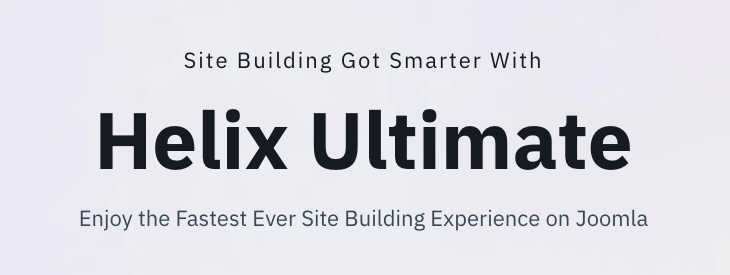 Site Building Got Smarter With
Helix Ultimate
Enjoy the Fastest Ever Site Building Experience on Joomla